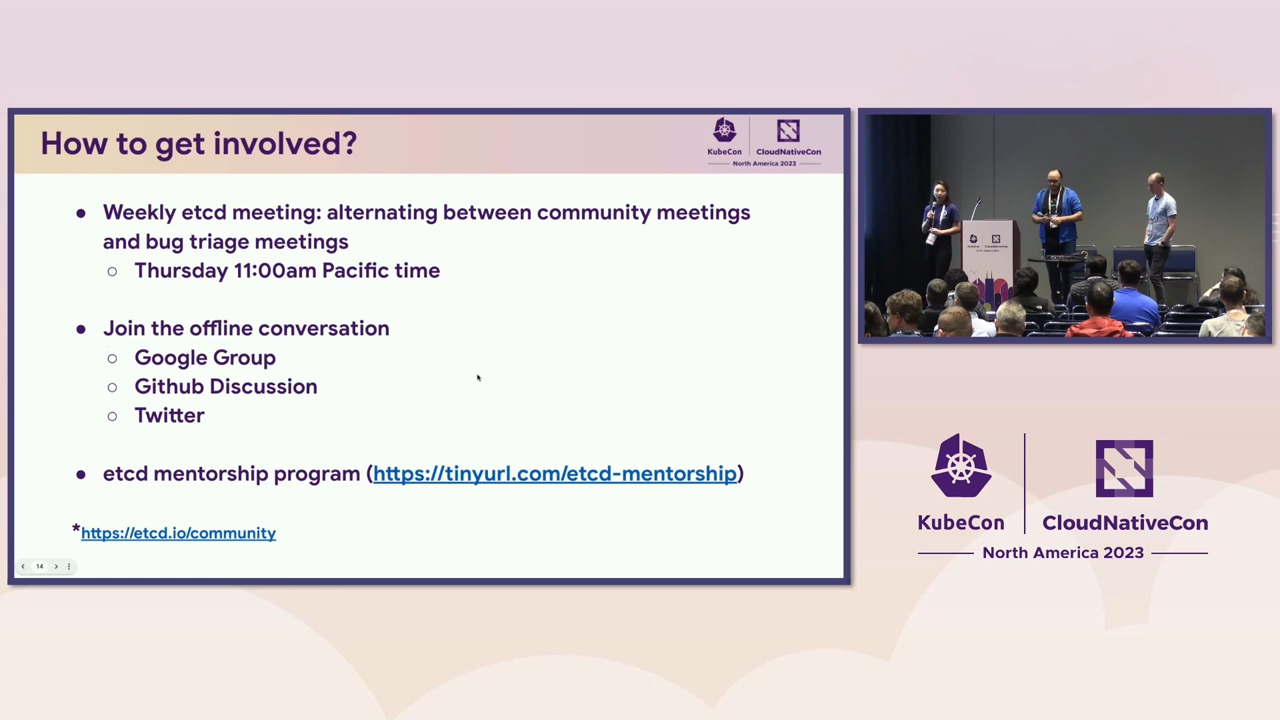 How to get involved?
KubeCon
CloudNativeCon
North America 2023
● Weekly etcd meeting: alternating between community meetings
and bug triage meetings
○ Thursday 11:00am Pacific time
● Join the offline conversation
○ Google Group
○ Github Discussion
○ Twitter
● etcd mentorship program (https://tinyurl.com/etcd-mentorship)
*https://etcd.io/community
14
KubeCon
CloudNativeCon
North America 2023